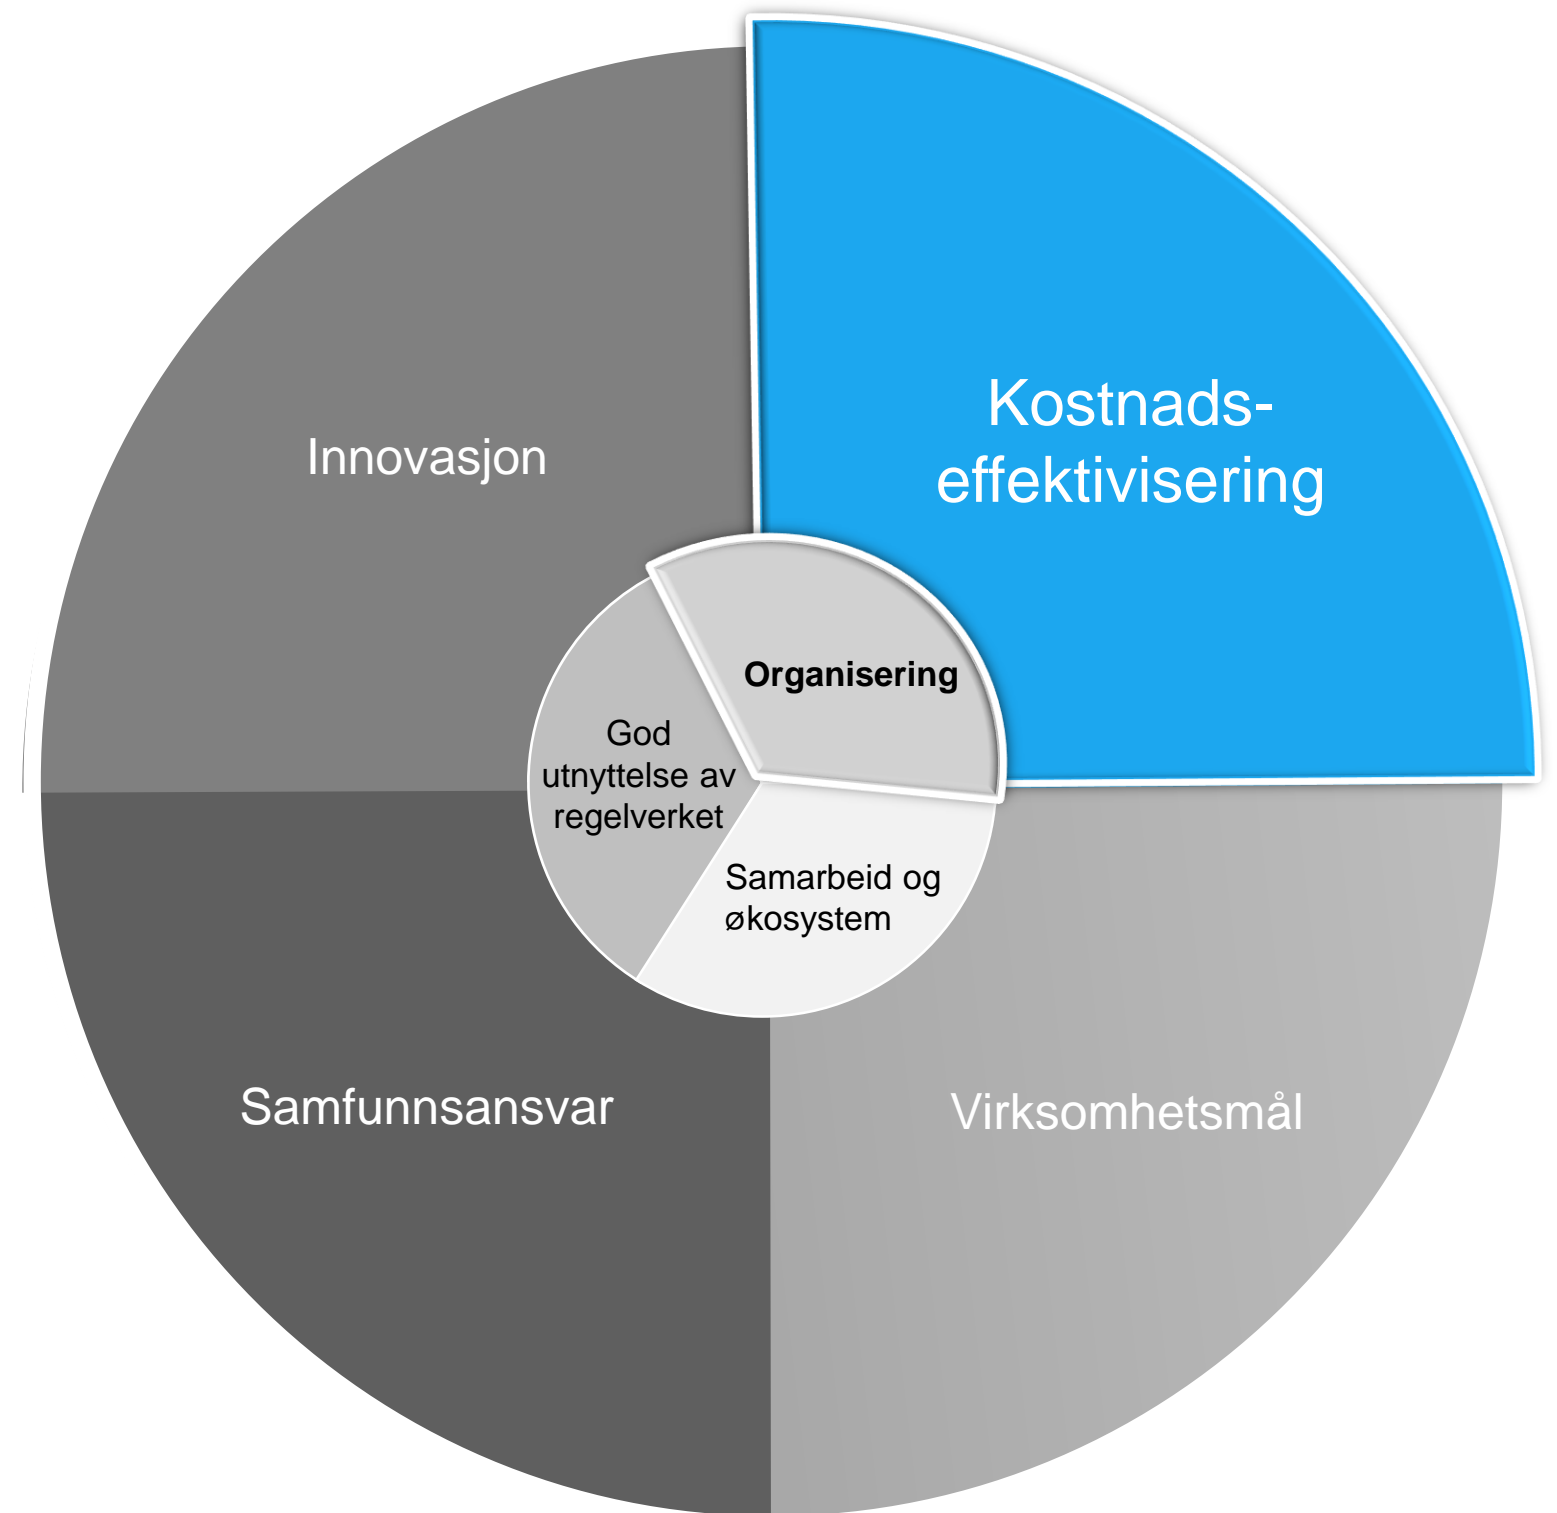 Kostnads-
effektivisering
Innovasjon
Organisering
God
utnyttelse av
regelverket
Samarbeid og
økosystem
Samfunnsansvar
Virksomhetsmål